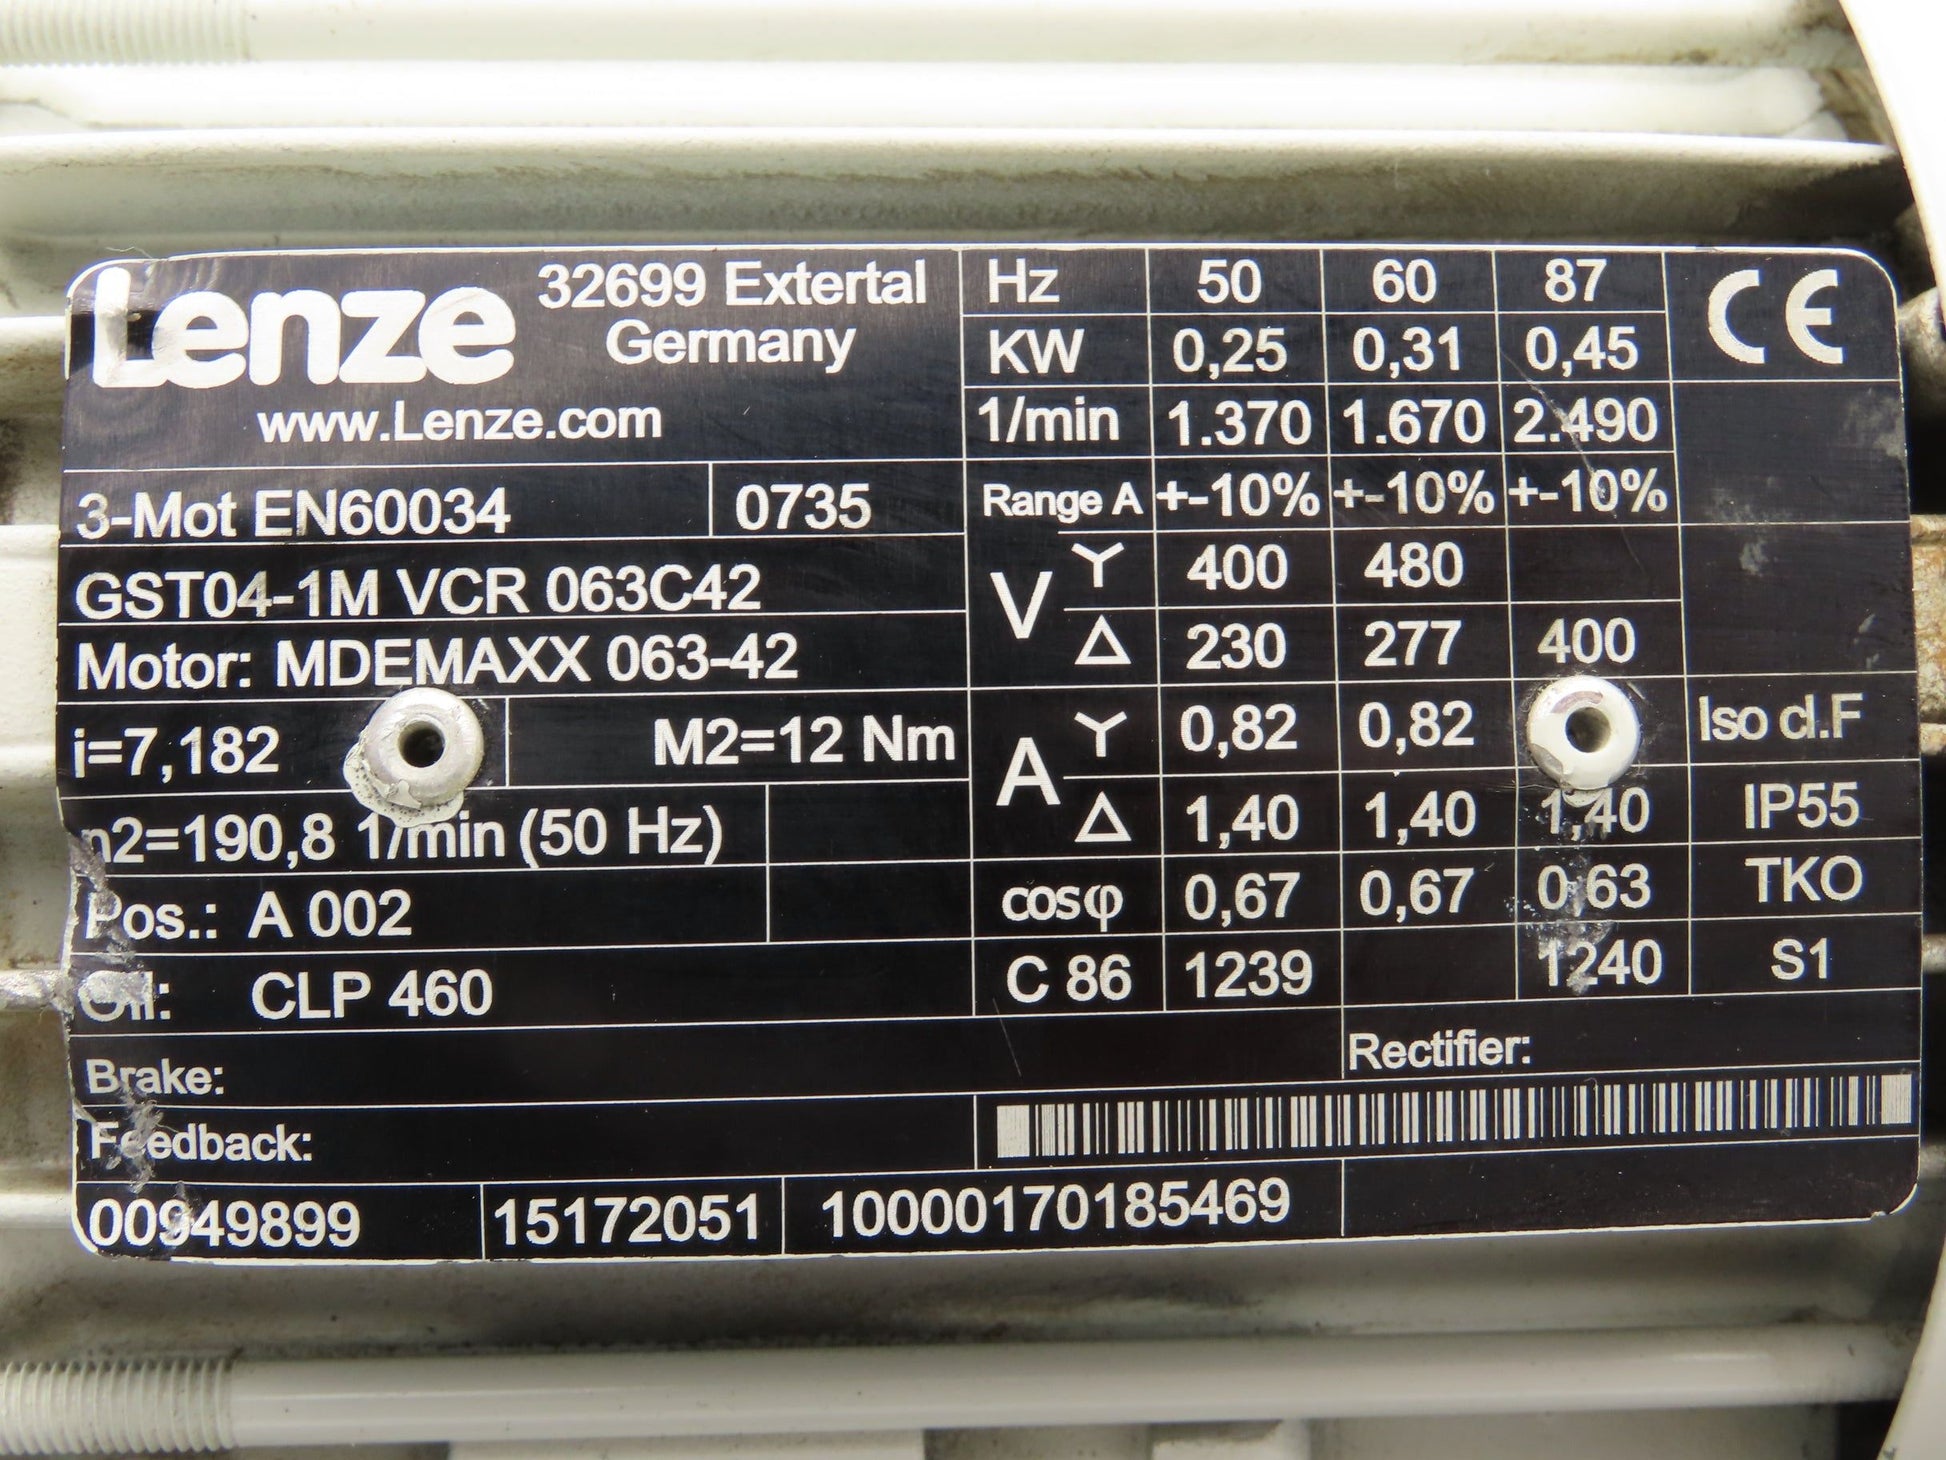 Lenze 32699 Extertal
Germany
www.Lenze.com
3-Mot EN60034 0735
GST04-1M VCR 063C42
Motor: MDEMAXX 063-42
i=7,182 M2=12 Nm
n2=190,8 1/min (50 Hz)
Pos.: A 002
Oil: CLP 460
Brake:
Feedback:
00949899 15172051 10000170185469
Hz 50 60 87 CE
KW 0,25 0,31 0,45
1/min 1.370 1.670 2.490
Range A +-10% +-10% +-10%
V Y 400 480
Δ 230 277 400
A Y 0,82 0,82 Iso cl.F
Δ 1,40 1,40 1,40 IP55
cosφ 0,67 0,67 0,63 TKO
C 86 1239 1240 S1
Rectifier: